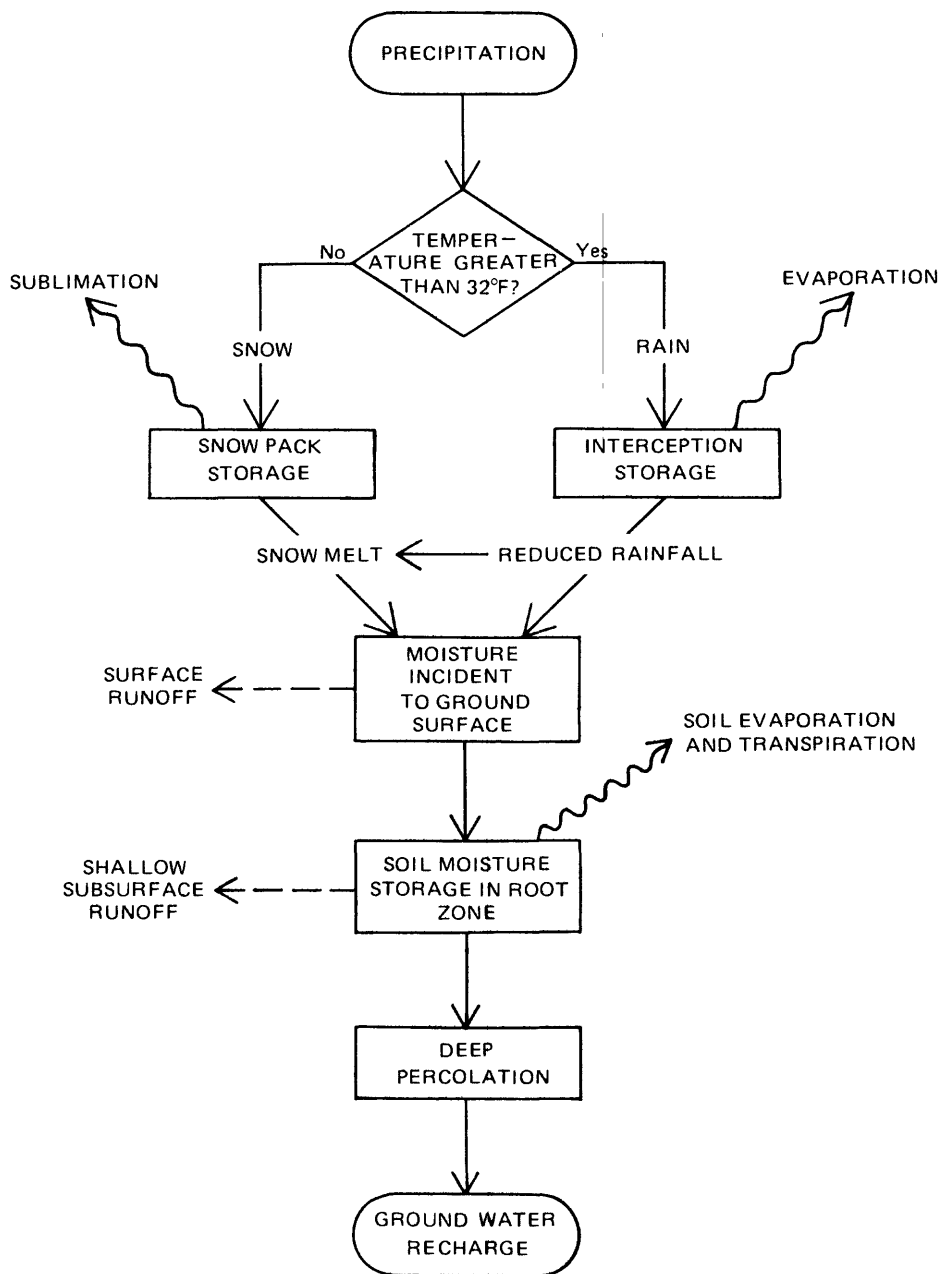 PRECIPITATION
TEMPER-
ATURE GREATER
THAN 32°F?
No
Yes
SUBLIMATION
EVAPORATION
SNOW
RAIN
SNOW PACK
STORAGE
INTERCEPTION
STORAGE
SNOW MELT
REDUCED RAINFALL
MOISTURE
INCIDENT
TO GROUND
SURFACE
SURFACE
RUNOFF
SOIL EVAPORATION
AND TRANSPIRATION
SOIL MOISTURE
STORAGE IN ROOT
ZONE
SHALLOW
SUBSURFACE
RUNOFF
DEEP
PERCOLATION
GROUND WATER
RECHARGE